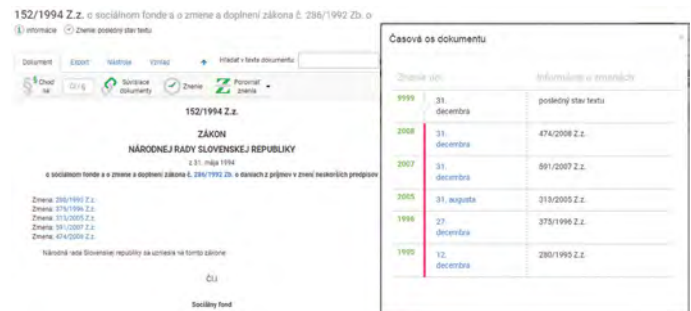 152/1994 Z.z. o sociálnom fonde a o zmene a doplnení zákona č. 286/1992 Zb. o
informácie Znenie posledný stav textu
Dokument Export Nástroje Vzhľad Hľadať v texte dokumentu
Choď na Súvisiace dokumenty Znenie Porovnať znenia
152/1994 Z.z.
ZÁKON
NÁRODNEJ RADY SLOVENSKEJ REPUBLIKY
z 31. mája 1994
o sociálnom fonde a o zmene a doplnení zákona č. 286/1992 Zb. o daniach z príjmov v znení neskorších predpisov
Zmena: 280/1995 Z.z.
Zmena: 375/1996 Z.z.
Zmena: 313/2005 Z.z.
Zmena: 591/2007 Z.z.
Zmena: 474/2008 Z.z.
Národná rada Slovenskej republiky sa uzniesla na tomto zákone:
Čl.I
Sociálny fond
Časová os dokumentu ×
Znenie od: Informácie o zmenách
9999 31. decembra posledný stav textu
2008 31. decembra 474/2008 Z.z.
2007 31. decembra 591/2007 Z.z.
2005 31. augusta 313/2005 Z.z.
1996 27. decembra 375/1996 Z.z.
1995 12. decembra 280/1995 Z.z.